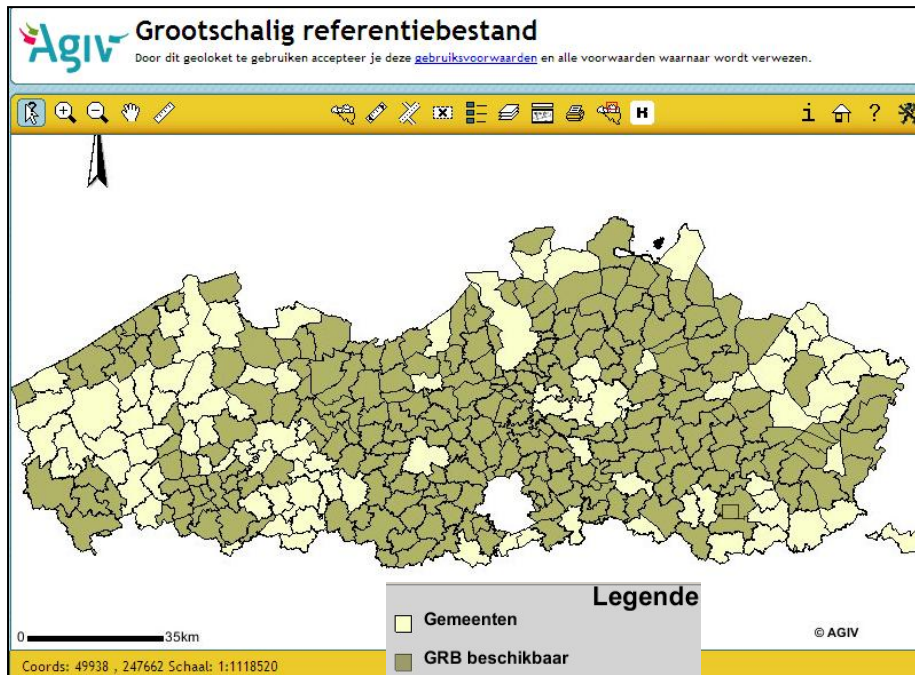 Agiv
Grootschalig referentiebestand
Door dit geoloket te gebruiken accepteer je deze gebruiksvoorwaarden en alle voorwaarden waarnaar wordt verwezen.
H i ?
Legende
Gemeenten
0 35km
© AGIV
GRB beschikbaar
Coords: 49938 , 247662 Schaal: 1:1118520